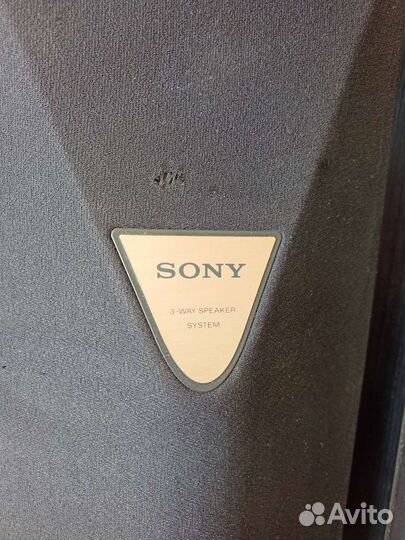 SONY
3-WAY SPEAKER
SYSTEM
Avito